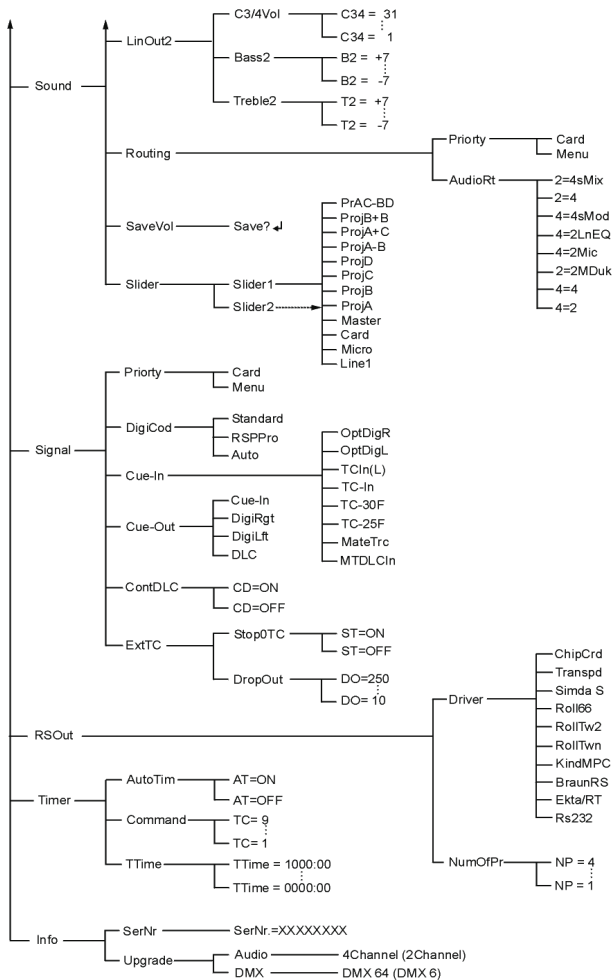 Sound
LinOut2
C3/4Vol
C34 = 31
C34 = 1
Bass2
B2 = +7
B2 = -7
Treble2
T2 = +7
T2 = -7
Routing
Priorty
Card
Menu
AudioRt
2=4sMix
2=4
4=4sMod
4=2LnEQ
4=2Mic
2=2MDuk
4=4
4=2
SaveVol
Save? ↲
Slider
Slider1
Slider2
PrAC-BD
ProjB+B
ProjA+C
ProjA-B
ProjD
ProjC
ProjB
ProjA
Master
Card
Micro
Line1
Signal
Priorty
Card
Menu
DigiCod
Standard
RSPPro
Auto
Cue-In
OptDigR
OptDigL
TCIn(L)
TC-In
TC-30F
TC-25F
MateTrc
MTDLCIn
Cue-Out
Cue-In
DigiRgt
DigiLft
DLC
ContDLC
CD=ON
CD=OFF
ExtTC
Stop0TC
ST=ON
ST=OFF
DropOut
DO=250
DO= 10
RSOut
Driver
ChipCrd
Transpd
Simda S
Roll66
RollTw2
RollTwn
KindMPC
BraunRS
Ekta/RT
Rs232
NumOfPr
NP = 4
NP = 1
Timer
AutoTim
AT=ON
AT=OFF
Command
TC= 9
TC= 1
TTime
TTime = 1000:00
TTime = 0000:00
Info
SerNr
SerNr.=XXXXXXXX
Upgrade
Audio
4Channel (2Channel)
DMX
DMX 64 (DMX 6)